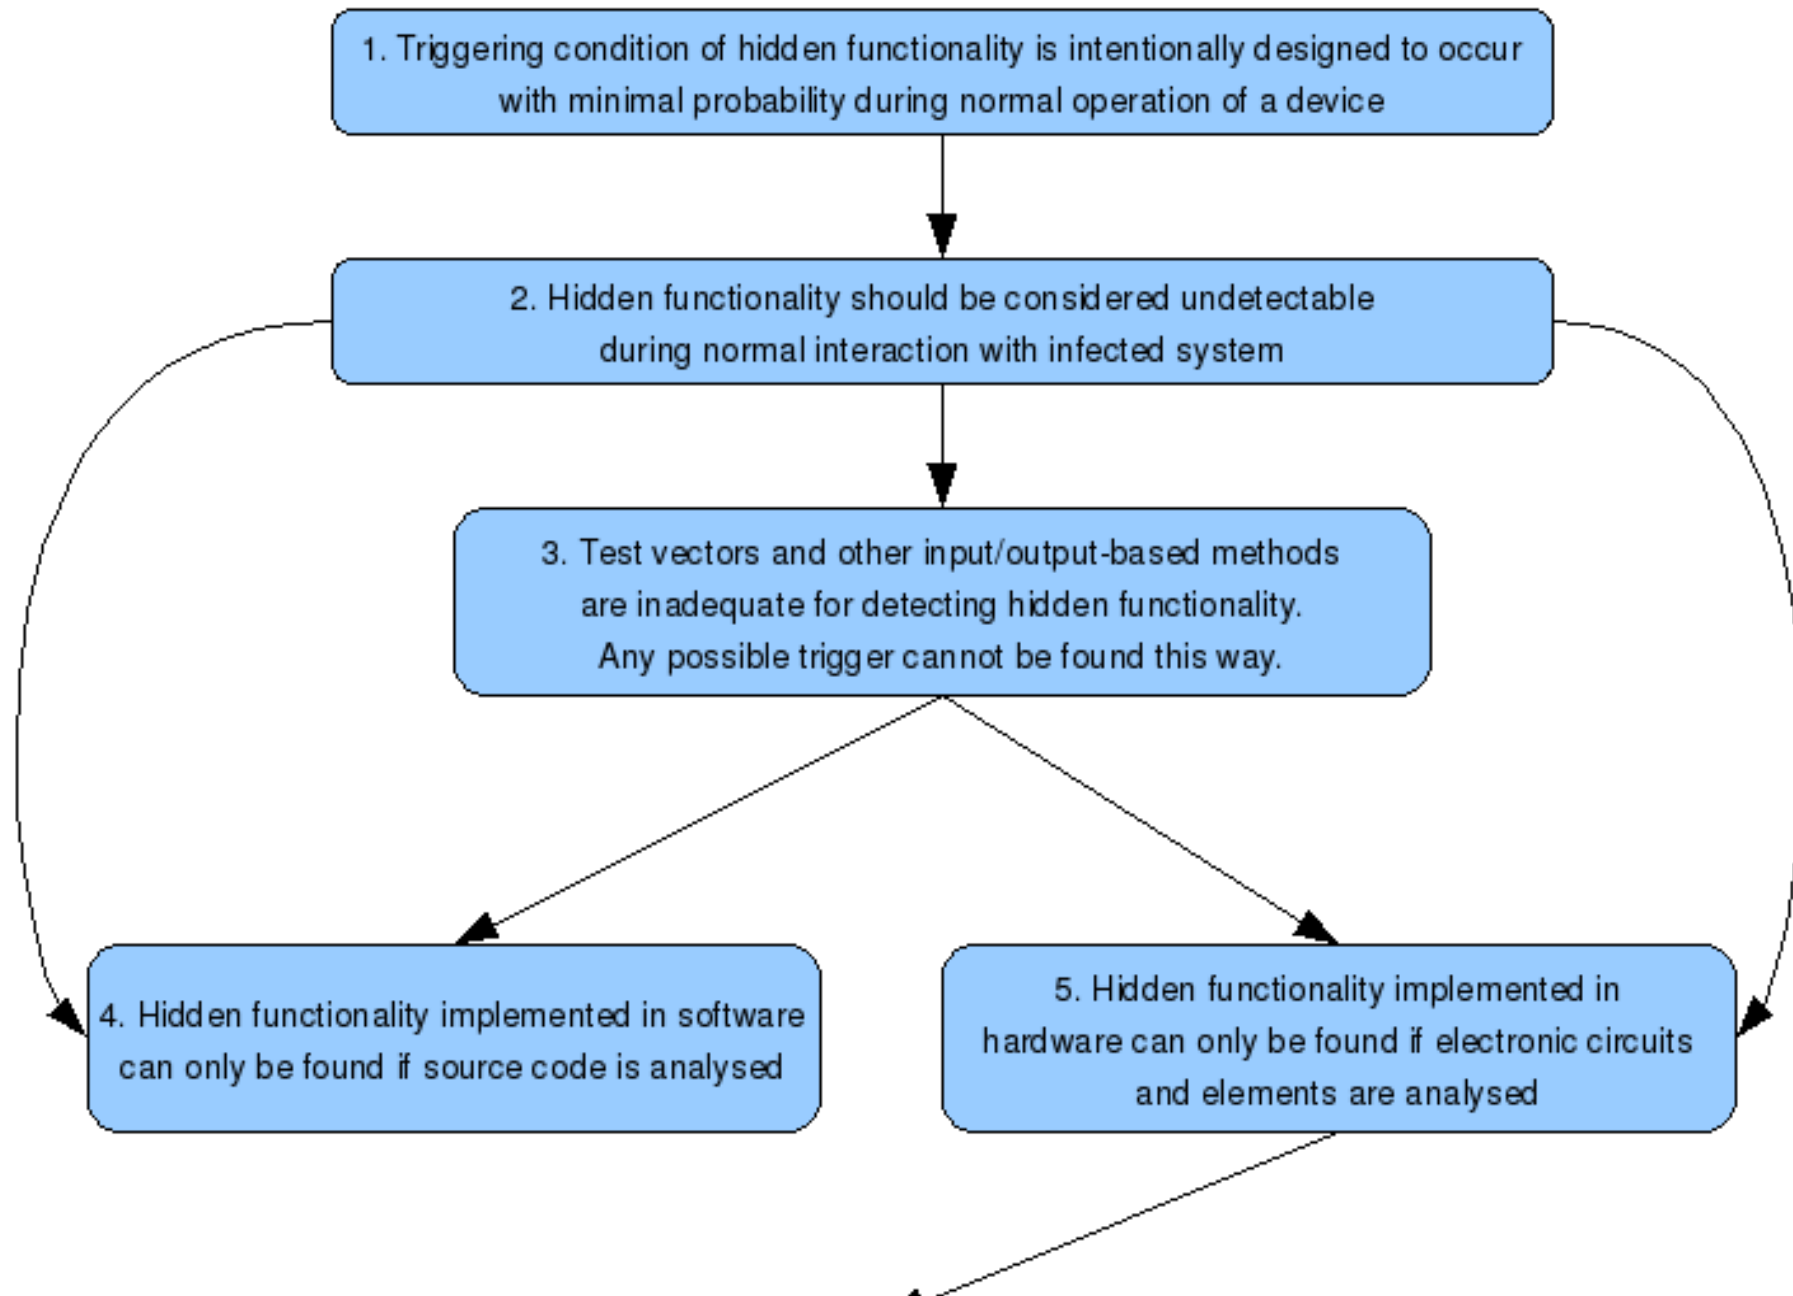 1. Triggering condition of hidden functionality is intentionally designed to occur
with minimal probability during normal operation of a device
2. Hidden functionality should be considered undetectable
during normal interaction with infected system
3. Test vectors and other input/output-based methods
are inadequate for detecting hidden functionality.
Any possible trigger cannot be found this way.
4. Hidden functionality implemented in software
can only be found if source code is analysed
5. Hidden functionality implemented in
hardware can only be found if electronic circuits
and elements are analysed